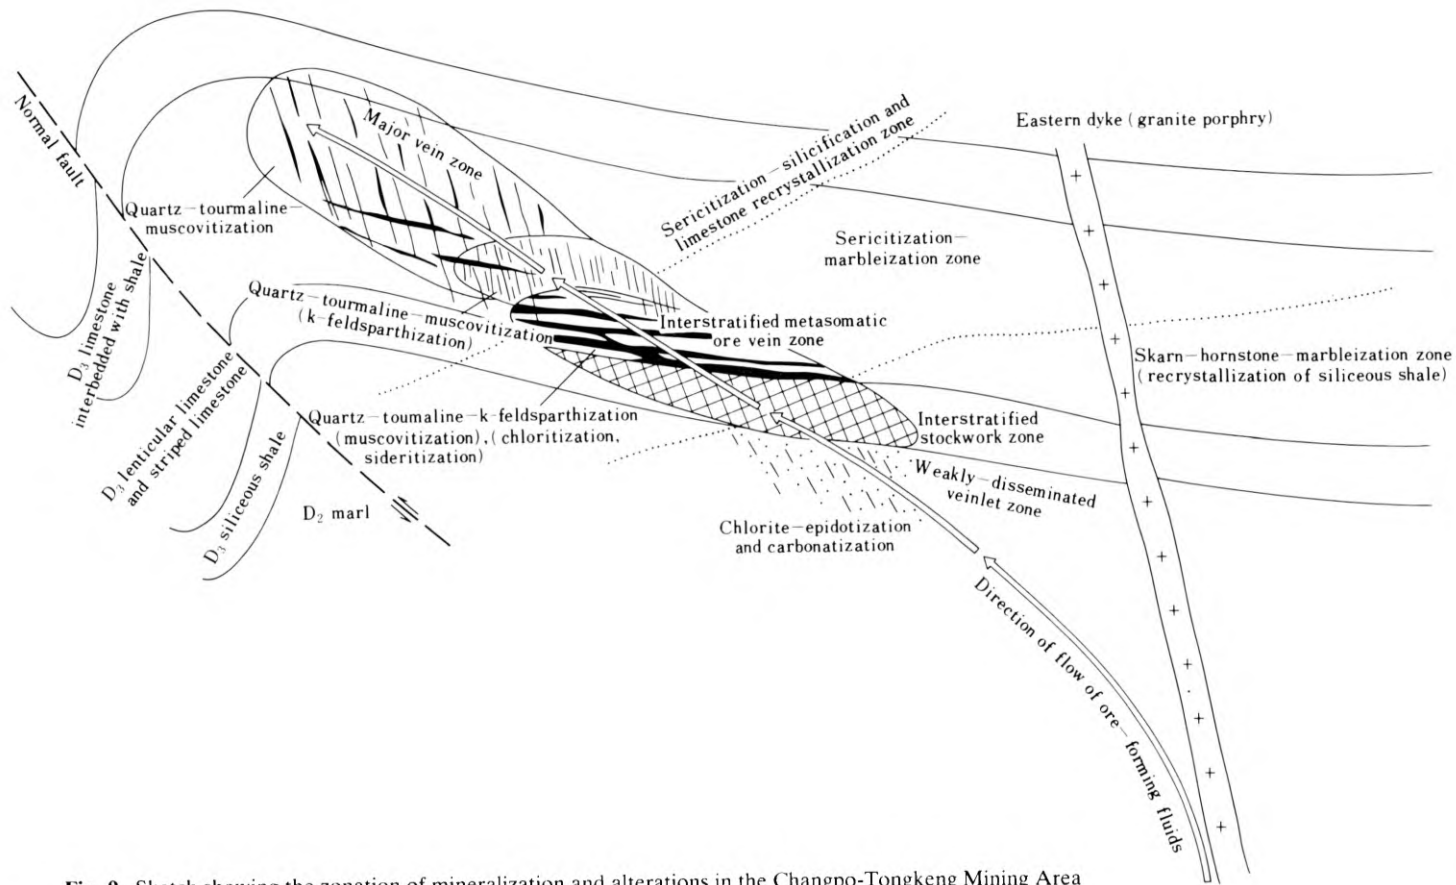 Normal fault
Major vein zone
Sericitization—silicification and
limestone recrystallization zone
Eastern dyke (granite porphry)
Quartz—tourmaline—
muscovitization
Sericitization—
marbleization zone
D3 limestone
interbedded with shale
Quartz—tourmaline—muscovitization
(k-feldsparthization)
Interstratified metasomatic
ore vein zone
Skarn—hornstone—marbleization zone
(recrystallization of siliceous shale)
D3 lenticular limestone
and striped limestone
Quartz—toumaline—k-feldsparthization
(muscovitization),(chloritization,
sideritization)
Interstratified
stockwork zone
D3 siliceous shale
D2 marl
Weakly—disseminated
veinlet zone
Chlorite—epidotization
and carbonatization
Direction of flow of ore—forming fluids
+
+
+
+
+
+
+
+
+
+
+
+
+
Fig. 9 Sketch showing the zonation of mineralization and alterations in the Changpo-Tongkeng Mining Area